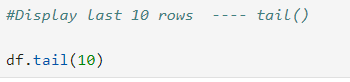 #Display last 10 rows  ---- tail()
df.tail(10)